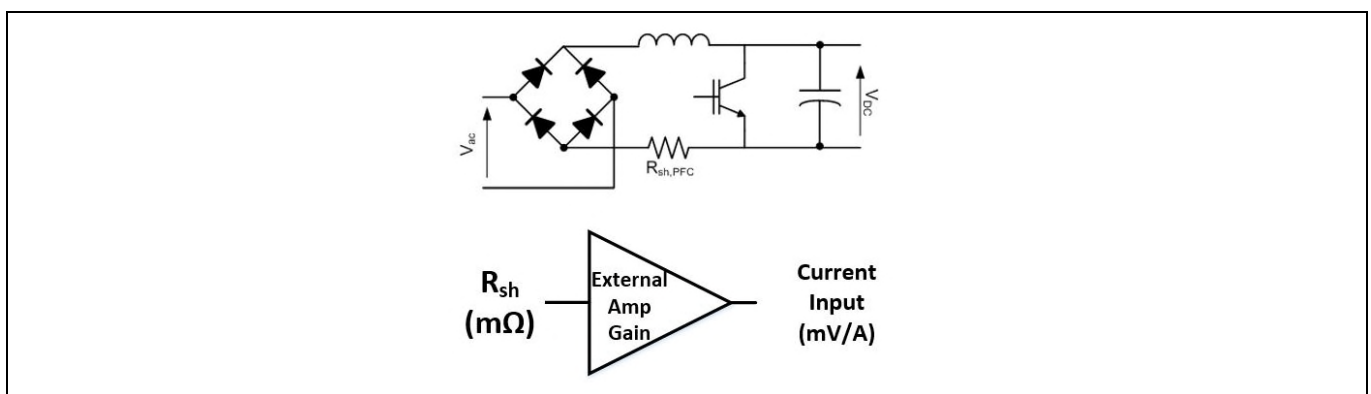 V_ac
V_DC
R_sh,PFC
R_sh
(mΩ)
External
Amp
Gain
Current
Input
(mV/A)